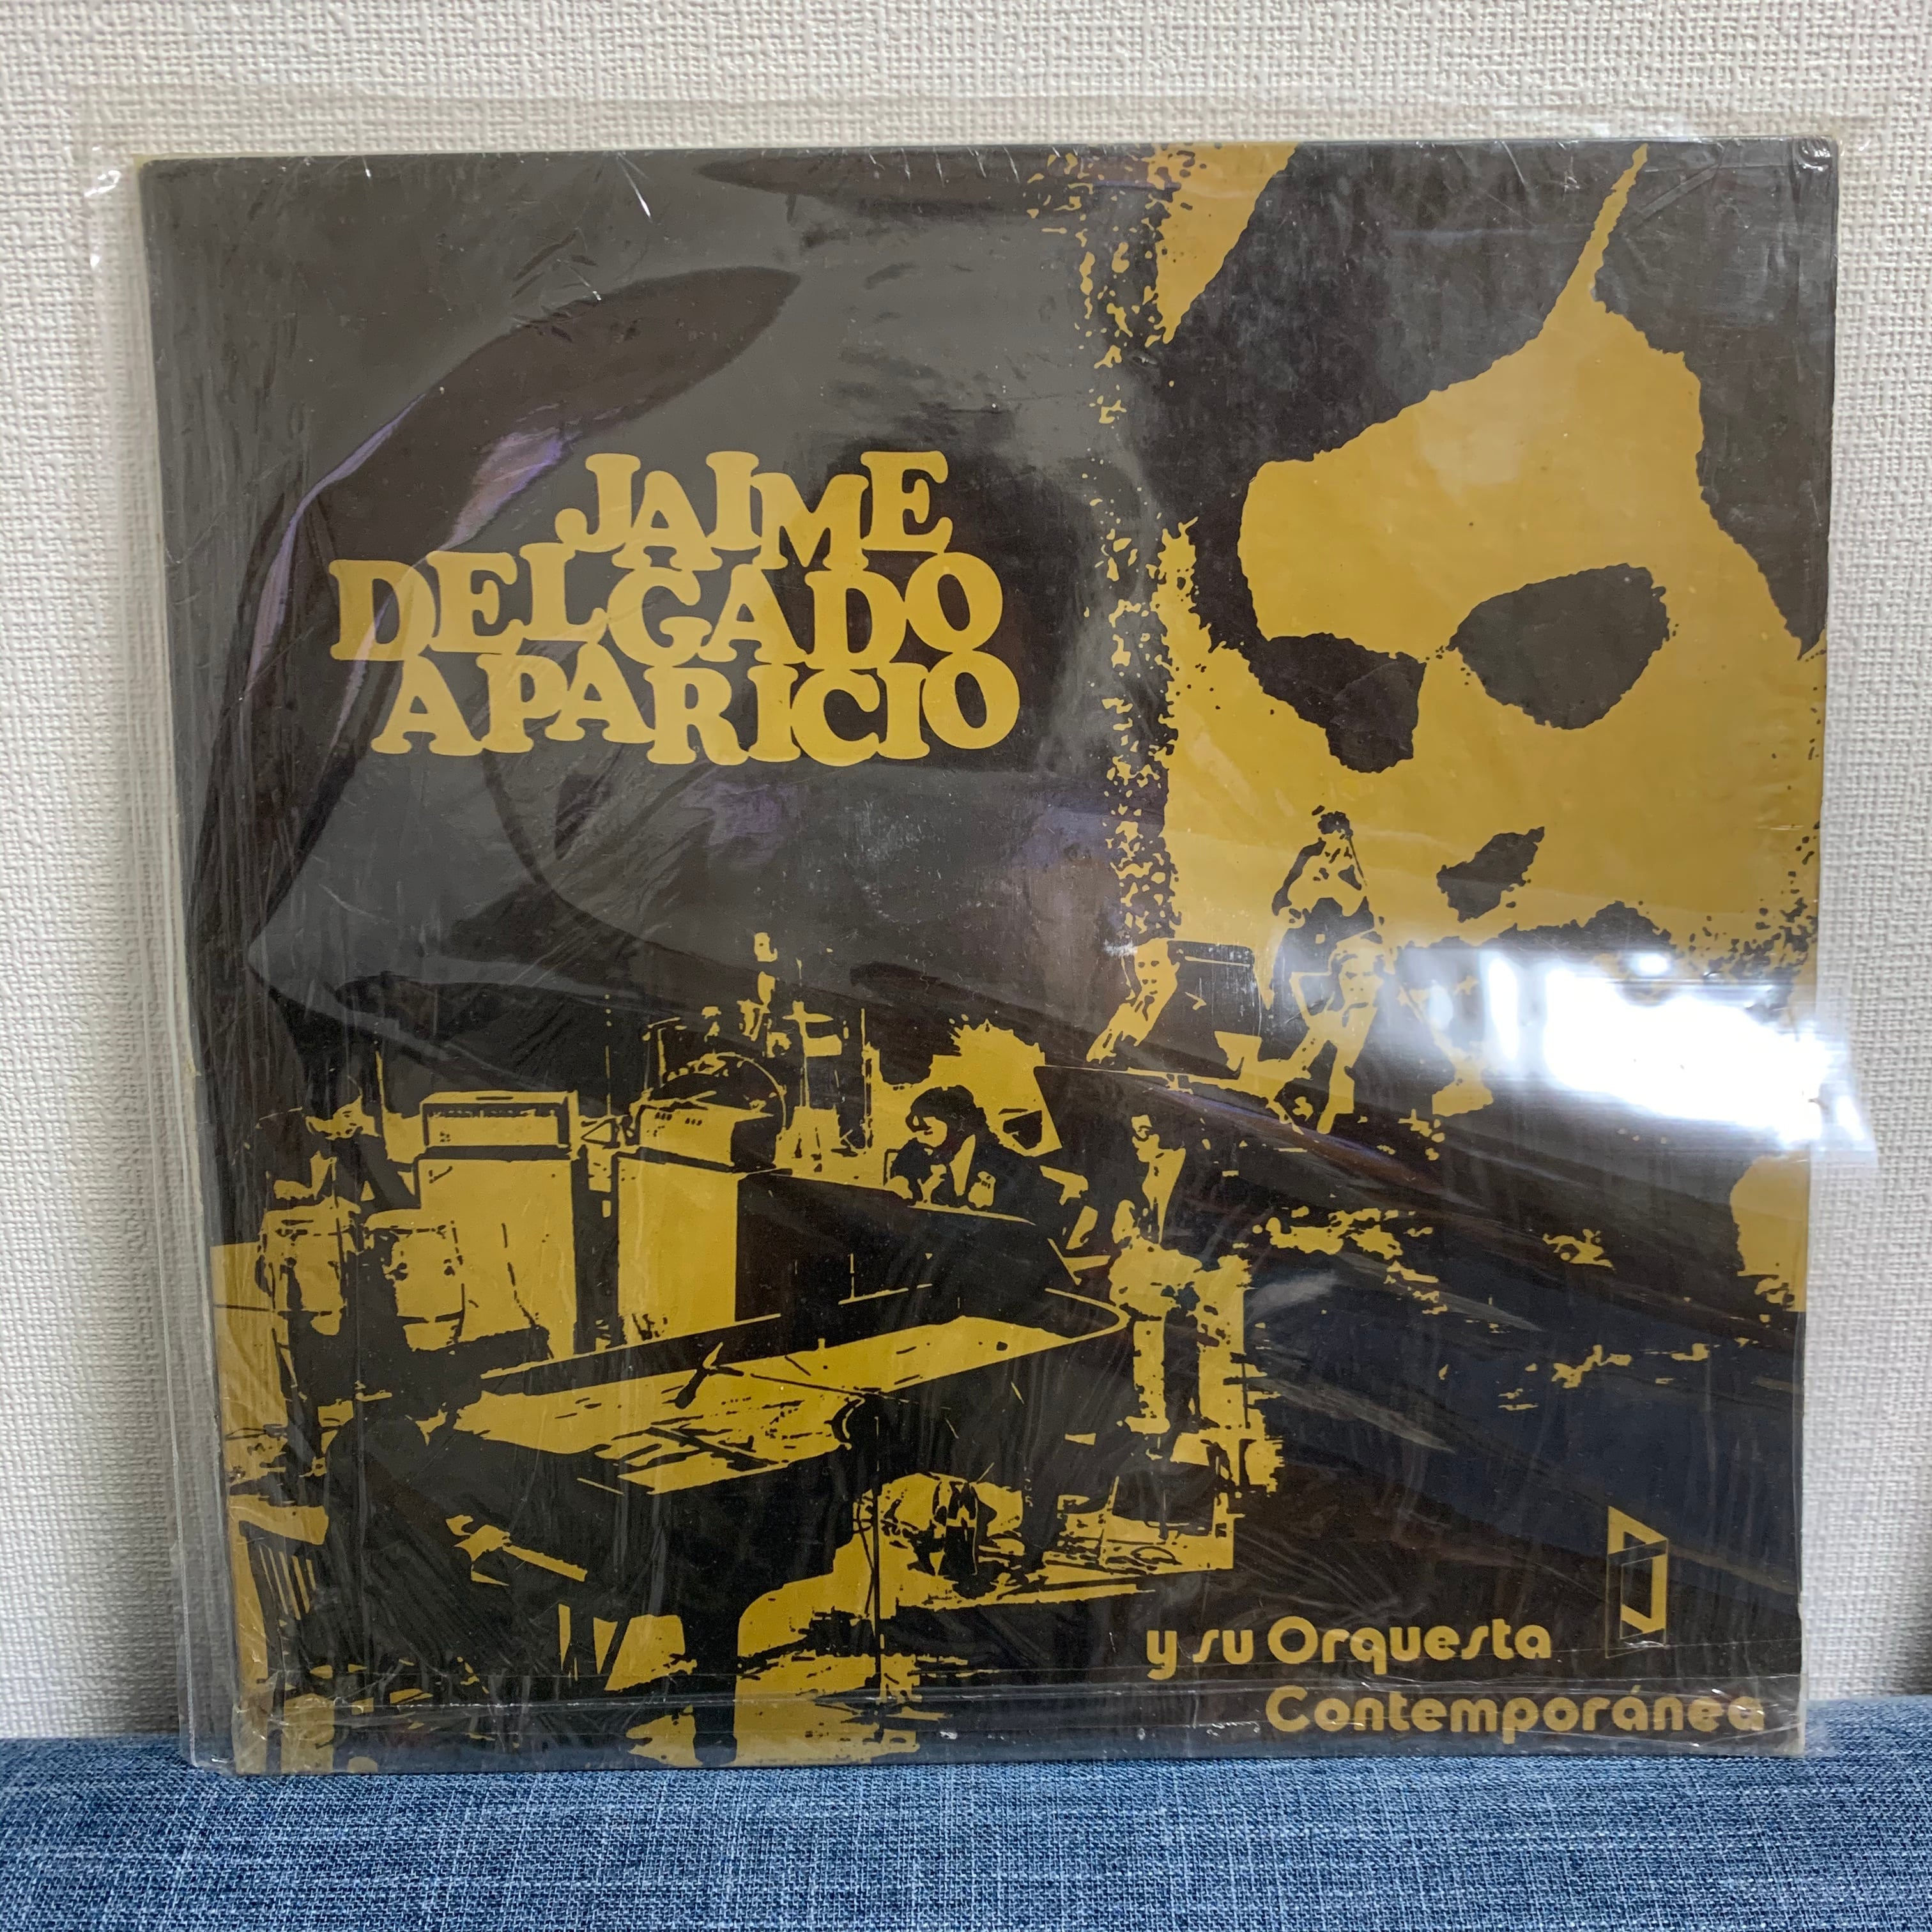 JAIME
DELGADO
APARICIO
y su Orquesta
Contemporánea